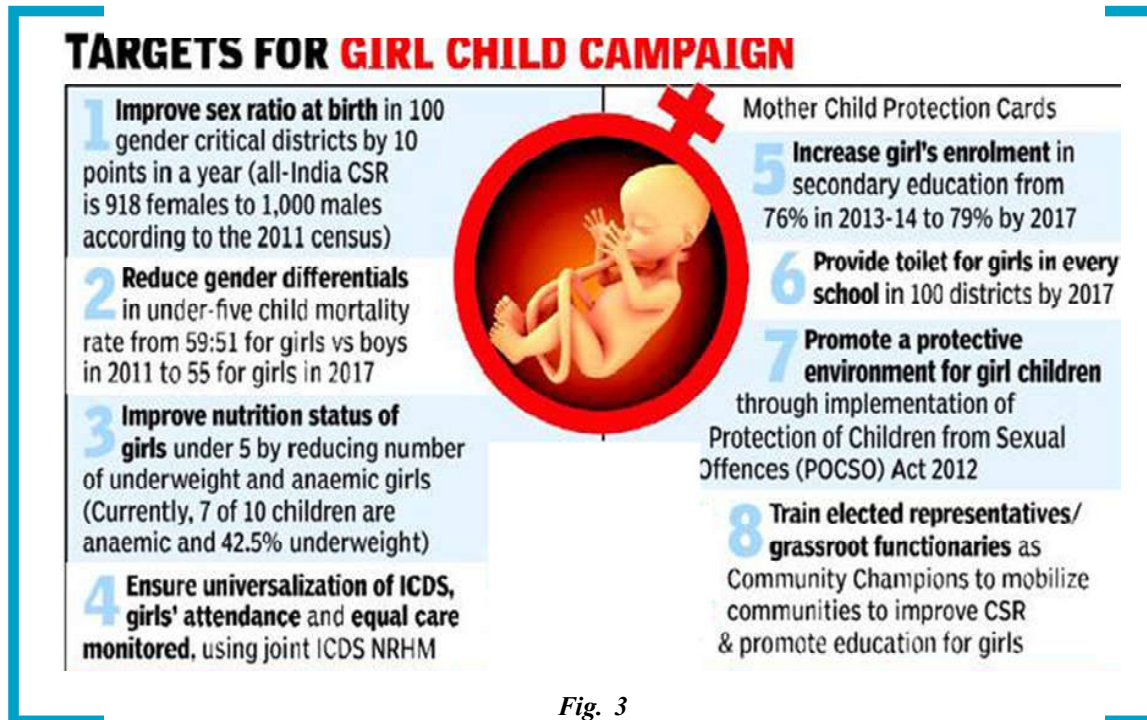 TARGETS FOR GIRL CHILD CAMPAIGN
1 Improve sex ratio at birth in 100
gender critical districts by 10
points in a year (all-India CSR
is 918 females to 1,000 males
according to the 2011 census)
2 Reduce gender differentials
in under-five child mortality
rate from 59:51 for girls vs boys
in 2011 to 55 for girls in 2017
3 Improve nutrition status of
girls under 5 by reducing number
of underweight and anaemic girls
(Currently, 7 of 10 children are
anaemic and 42.5% underweight)
4 Ensure universalization of ICDS,
girls' attendance and equal care
monitored, using joint ICDS NRHM
Mother Child Protection Cards
5 Increase girl's enrolment in
secondary education from
76% in 2013-14 to 79% by 2017
6 Provide toilet for girls in every
school in 100 districts by 2017
7 Promote a protective
environment for girl children
through implementation of
Protection of Children from Sexual
Offences (POCSO) Act 2012
8 Train elected representatives/
grassroot functionaries as
Community Champions to mobilize
communities to improve CSR
& promote education for girls
Fig. 3